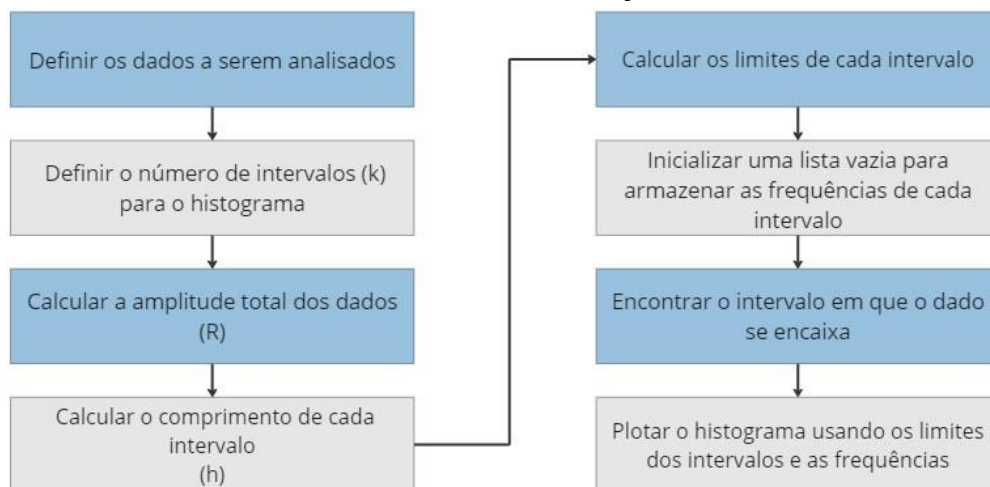 Definir os dados a serem analisados
Definir o número de intervalos (k)
para o histograma
Calcular a amplitude total dos dados
(R)
Calcular o comprimento de cada
intervalo
(h)
Calcular os limites de cada intervalo
Inicializar uma lista vazia para
armazenar as frequências de cada
intervalo
Encontrar o intervalo em que o dado
se encaixa
Plotar o histograma usando os limites
dos intervalos e as frequências